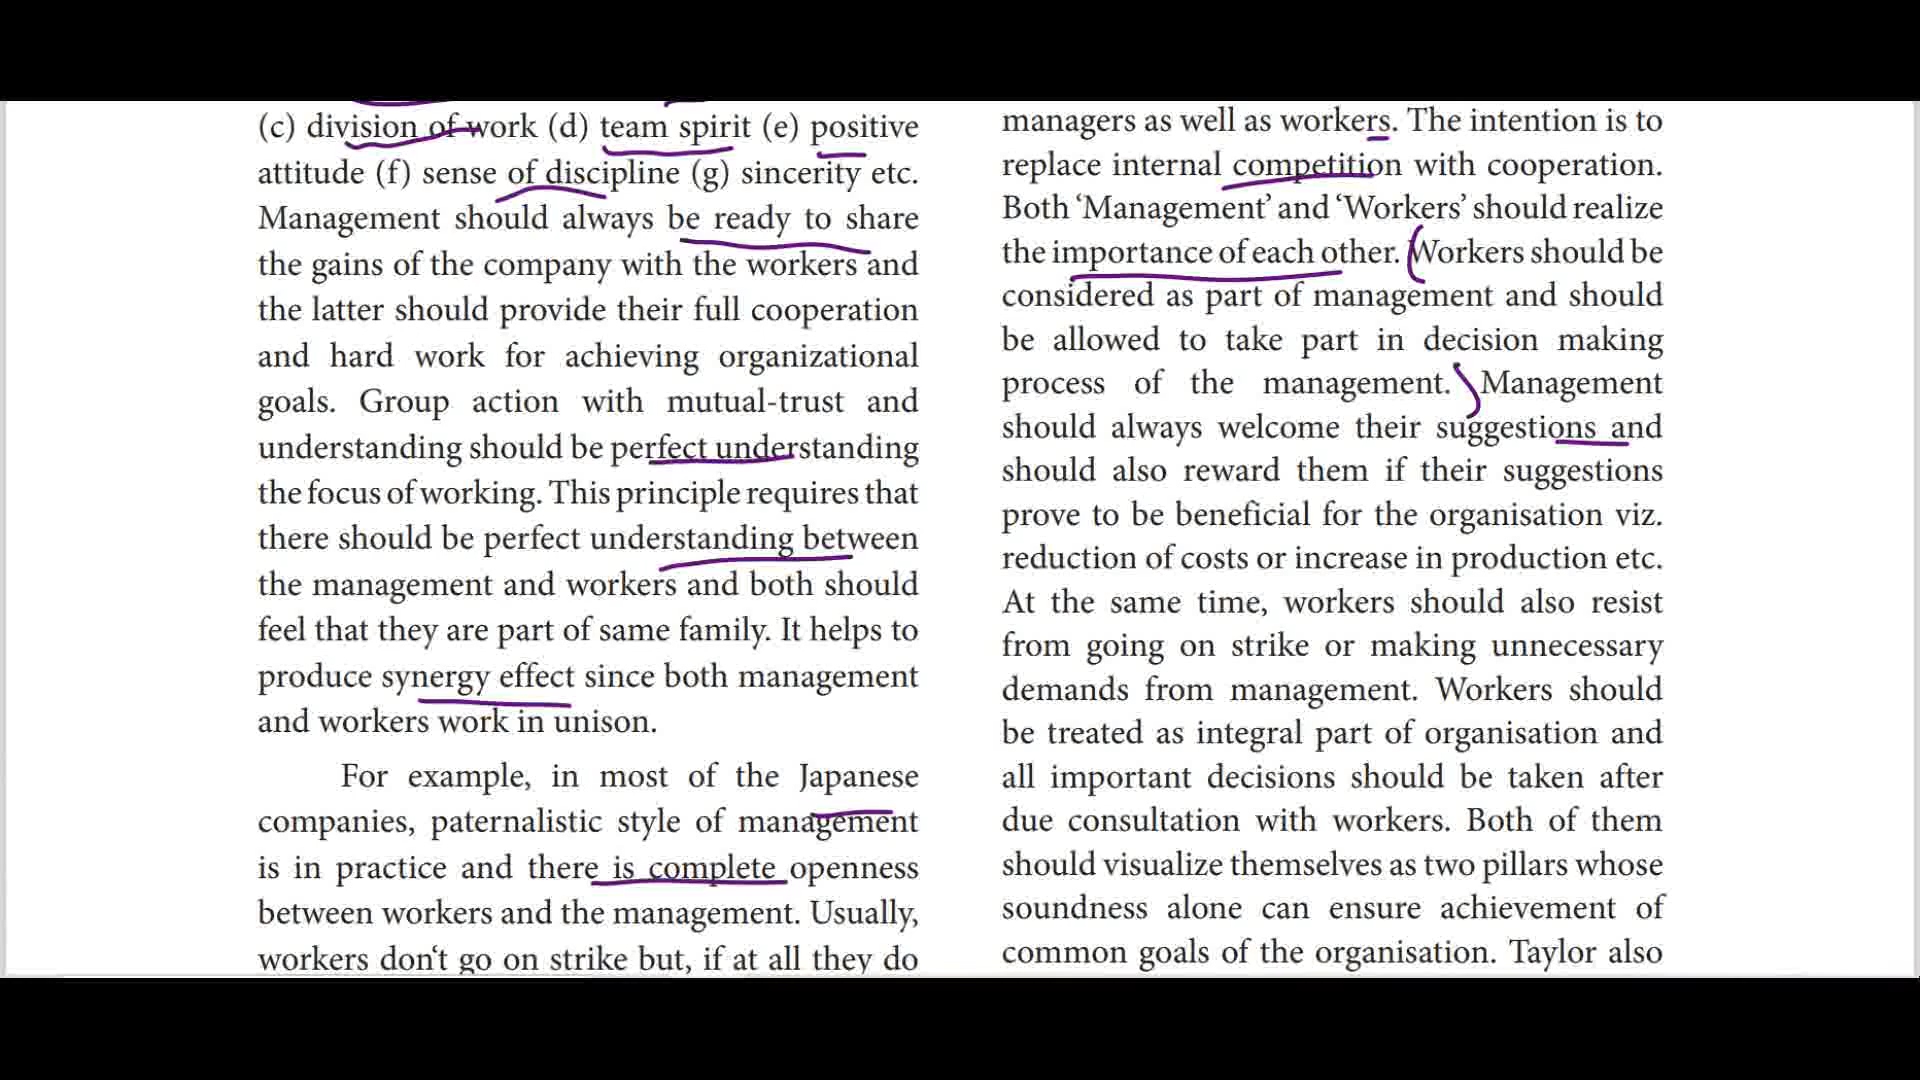 (c) division of work (d) team spirit (e) positive
attitude (f) sense of discipline (g) sincerity etc.
Management should always be ready to share
the gains of the company with the workers and
the latter should provide their full cooperation
and hard work for achieving organizational
goals. Group action with mutual-trust and
understanding should be perfect understanding
the focus of working. This principle requires that
there should be perfect understanding between
the management and workers and both should
feel that they are part of same family. It helps to
produce synergy effect since both management
and workers work in unison.
For example, in most of the Japanese
companies, paternalistic style of management
is in practice and there is complete openness
between workers and the management. Usually,
workers don‘t go on strike but, if at all they do
managers as well as workers. The intention is to
replace internal competition with cooperation.
Both ‘Management’ and ‘Workers’ should realize
the importance of each other. Workers should be
considered as part of management and should
be allowed to take part in decision making
process of the management. Management
should always welcome their suggestions and
should also reward them if their suggestions
prove to be beneficial for the organisation viz.
reduction of costs or increase in production etc.
At the same time, workers should also resist
from going on strike or making unnecessary
demands from management. Workers should
be treated as integral part of organisation and
all important decisions should be taken after
due consultation with workers. Both of them
should visualize themselves as two pillars whose
soundness alone can ensure achievement of
common goals of the organisation. Taylor also